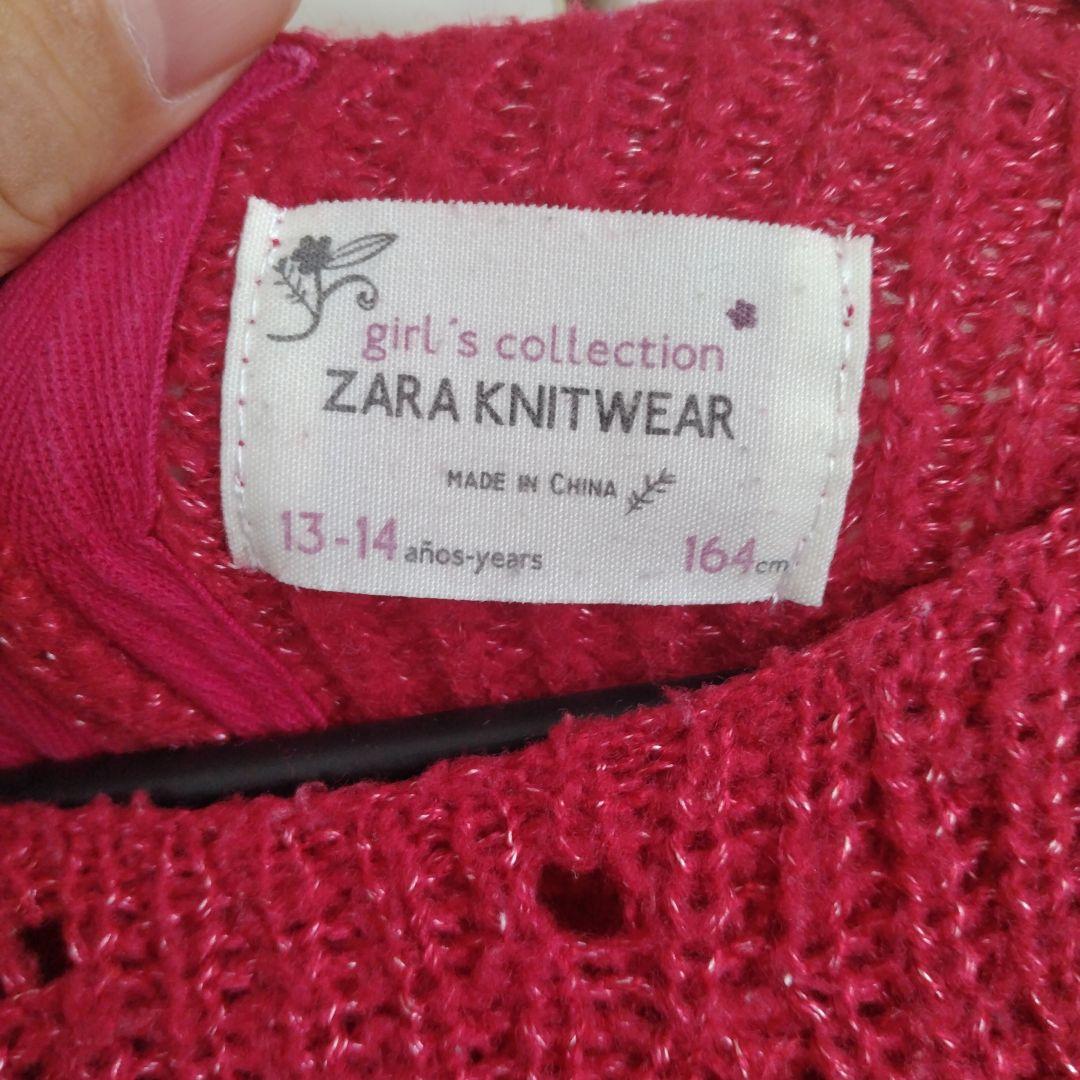 girl´s collection
ZARA KNITWEAR
MADE IN CHINA
13-14 años-years 164cm